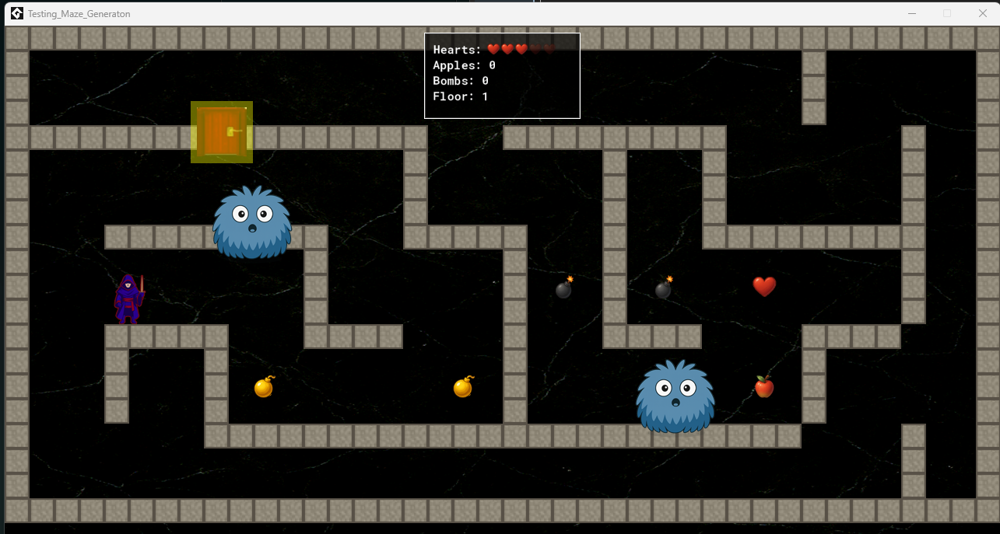 Testing_Maze_Generaton
Hearts:
Apples: 0
Bombs: 0
Floor: 1